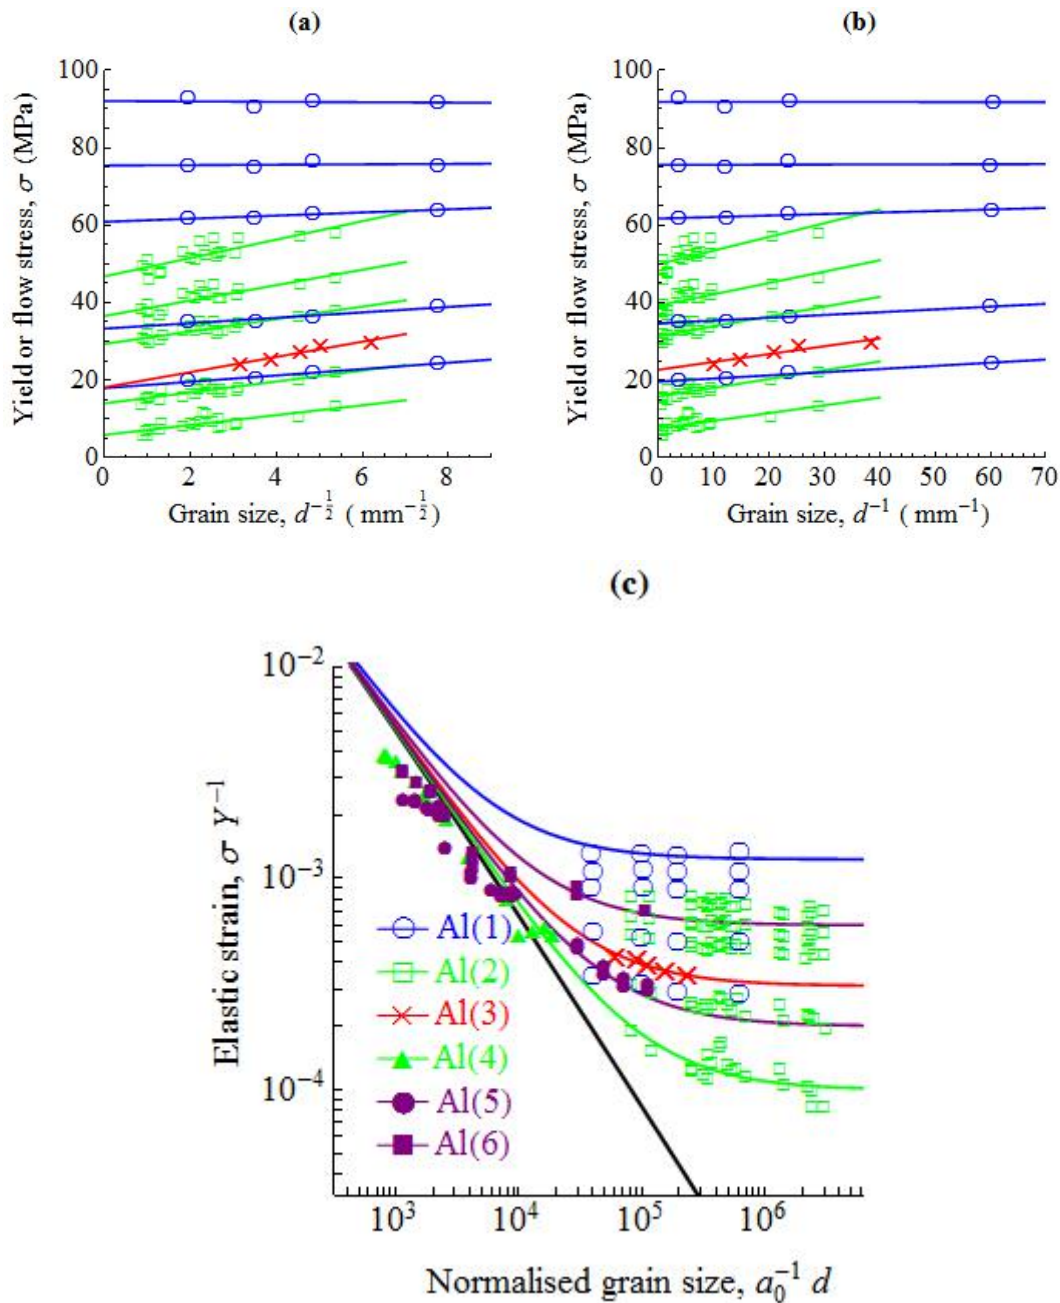 (a)
Yield or flow stress, σ (MPa)
100
80
60
40
20
0
0 2 4 6 8
Grain size, d^{-1/2} ( mm^{-1/2})
(b)
Yield or flow stress, σ (MPa)
100
80
60
40
20
0
0 10 20 30 40 50 60 70
Grain size, d^{-1} ( mm^{-1})
(c)
Elastic strain, σ Y^{-1}
10^{-2}
10^{-3}
10^{-4}
Al(1)
Al(2)
Al(3)
Al(4)
Al(5)
Al(6)
10^{3} 10^{4} 10^{5} 10^{6}
Normalised grain size, a_0^{-1} d